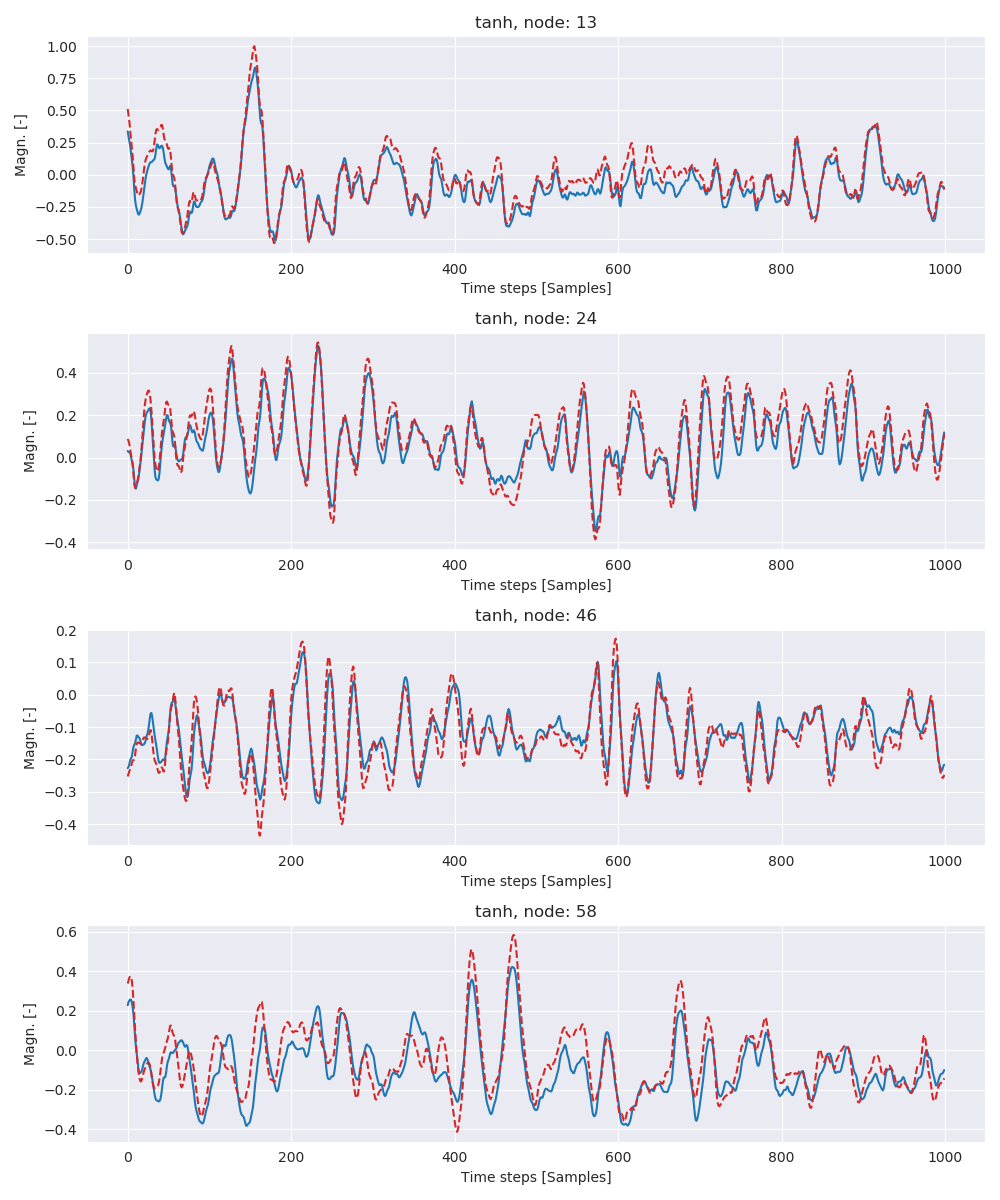 tanh, node: 13
Magn. [-]
1.00
0.75
0.50
0.25
0.00
−0.25
−0.50
0 200 400 600 800 1000
Time steps [Samples]
tanh, node: 24
Magn. [-]
0.4
0.2
0.0
−0.2
−0.4
0 200 400 600 800 1000
Time steps [Samples]
tanh, node: 46
Magn. [-]
0.2
0.1
0.0
−0.1
−0.2
−0.3
−0.4
0 200 400 600 800 1000
Time steps [Samples]
tanh, node: 58
Magn. [-]
0.6
0.4
0.2
0.0
−0.2
−0.4
0 200 400 600 800 1000
Time steps [Samples]